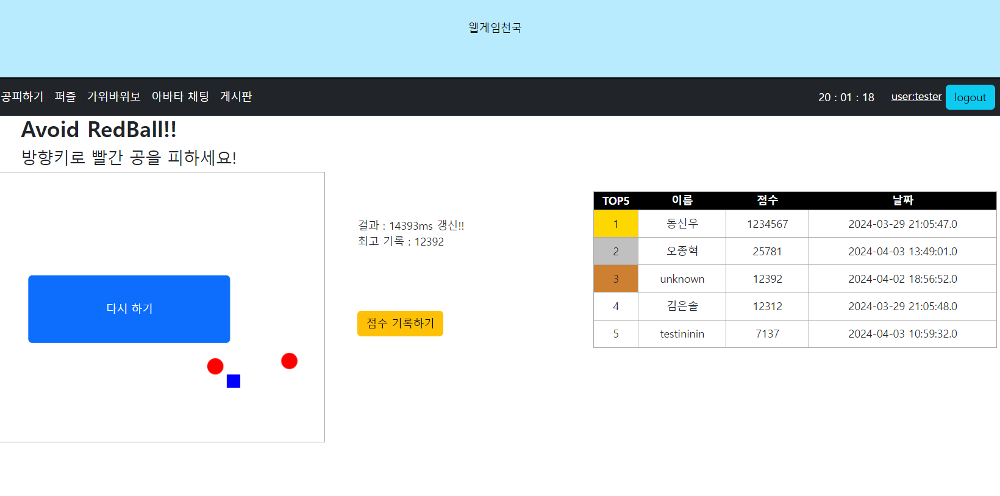 웹게임천국
공피하기 퍼즐 가위바위보 아바타 채팅 게시판 20 : 01 : 18 user:tester logout
Avoid RedBall!!
방향키로 빨간 공을 피하세요!
다시 하기
결과 : 14393ms 갱신!!
최고 기록 : 12392
점수 기록하기
TOP5 이름 점수 날짜
1 동신우 1234567 2024-03-29 21:05:47.0
2 오종혁 25781 2024-04-03 13:49:01.0
3 unknown 12392 2024-04-02 18:56:52.0
4 김은솔 12312 2024-03-29 21:05:48.0
5 testininin 7137 2024-04-03 10:59:32.0